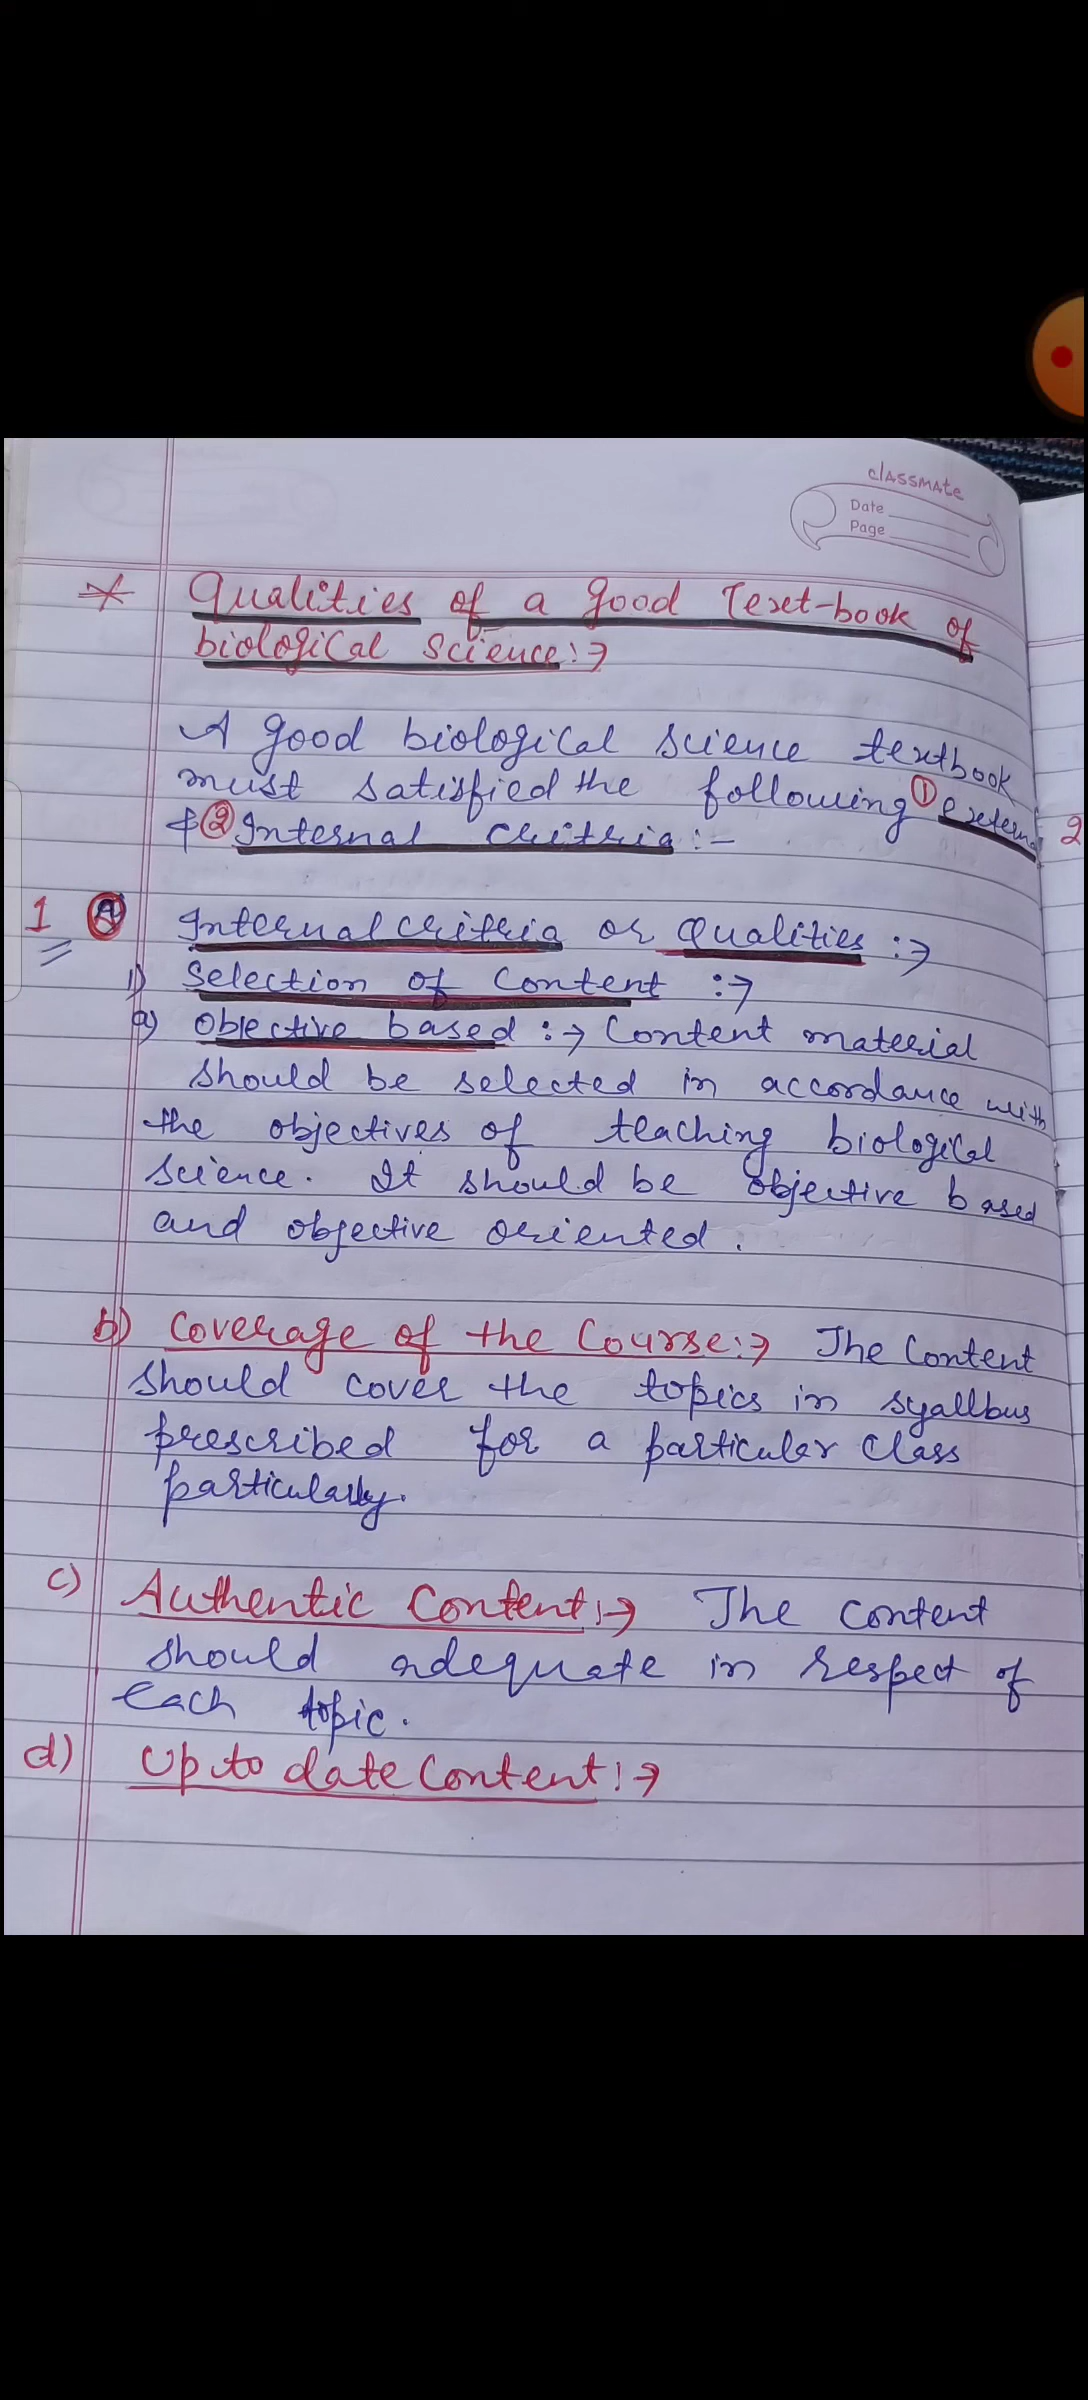 classmate
Date
Page
* Qualities of a good Text-book of
biological science :→
A good biological science textbook
must satisfied the following ① External
& ② Internal critria :-
1 A Internal critria or Qualities :→
i) Selection of Content :→
a) Objective based :→ Content material
should be selected in accordance with
the objectives of teaching biological
science. It should be objective based
and objective oriented.
b) Coverage of the Course :→ The Content
should cover the topics in syallbus
prescribed for a particular Class
particularly.
c) Authentic Content :→ The Content
should adequate in respect of
each topic.
d) Up to date Content :→
2